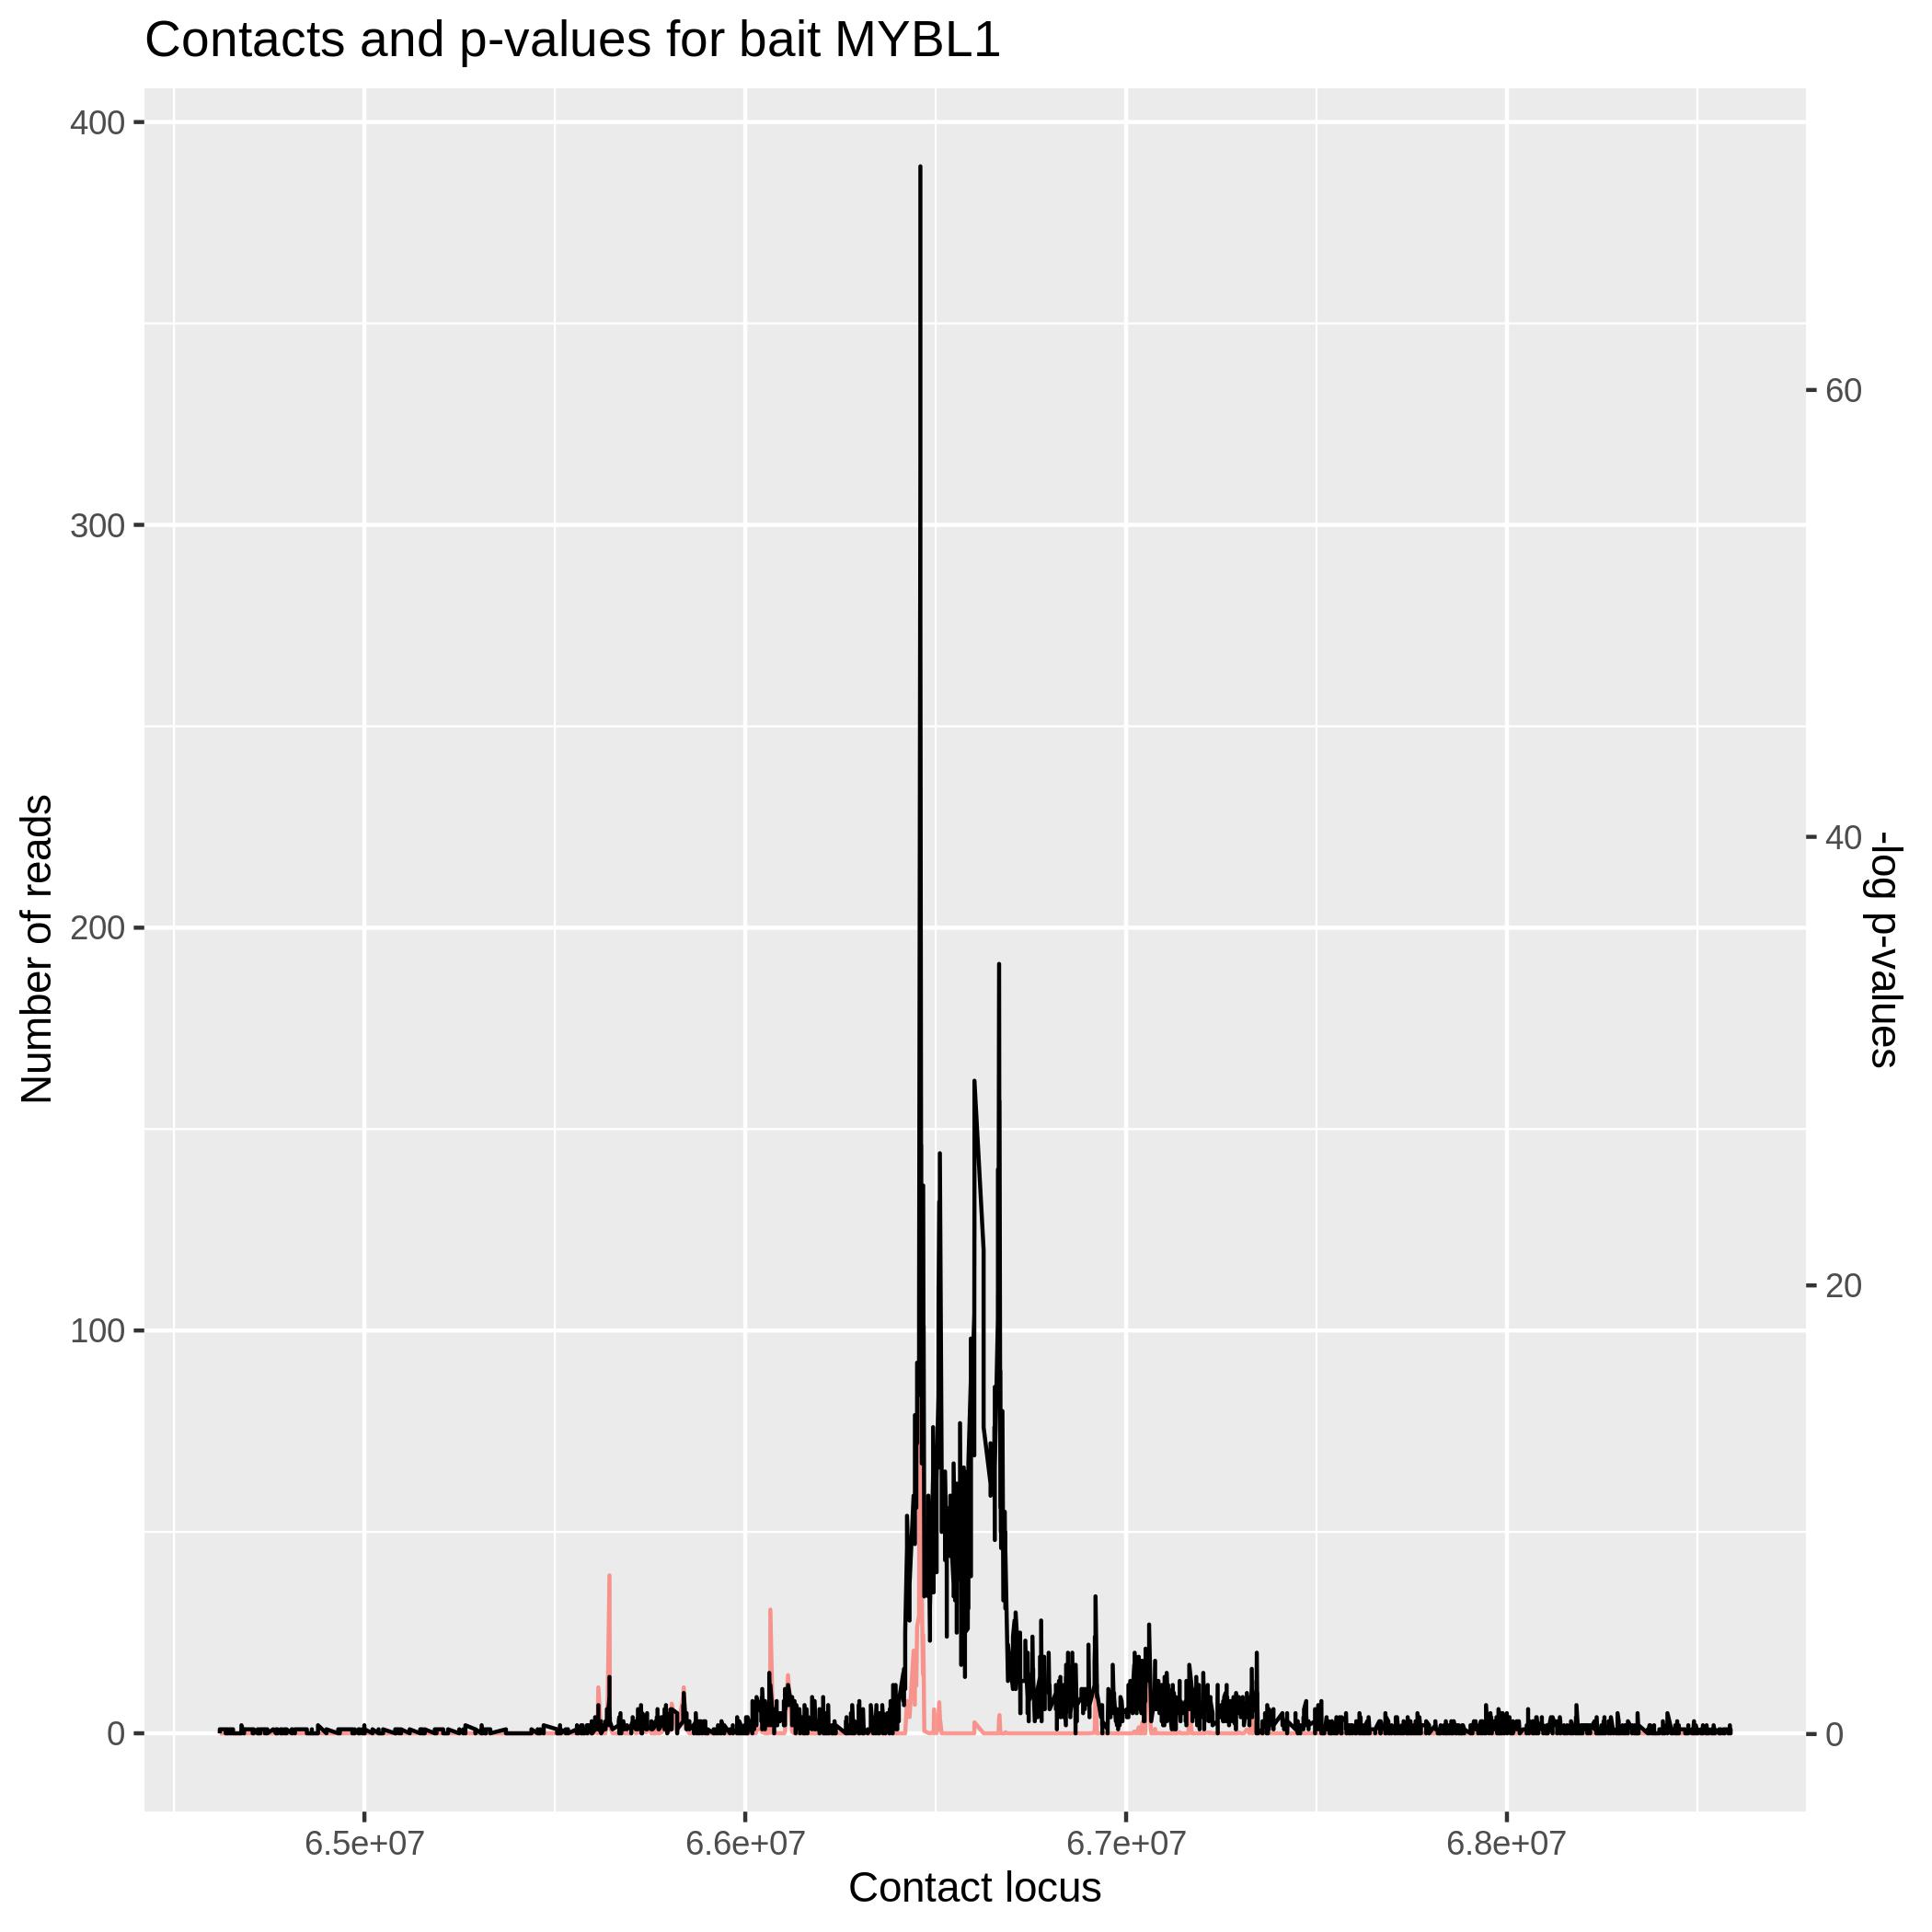 Contacts and p-values for bait MYBL1
400
300
200
100
0
Number of reads
60
40
20
0
-log p-values
6.5e+07
6.6e+07
6.7e+07
6.8e+07
Contact locus